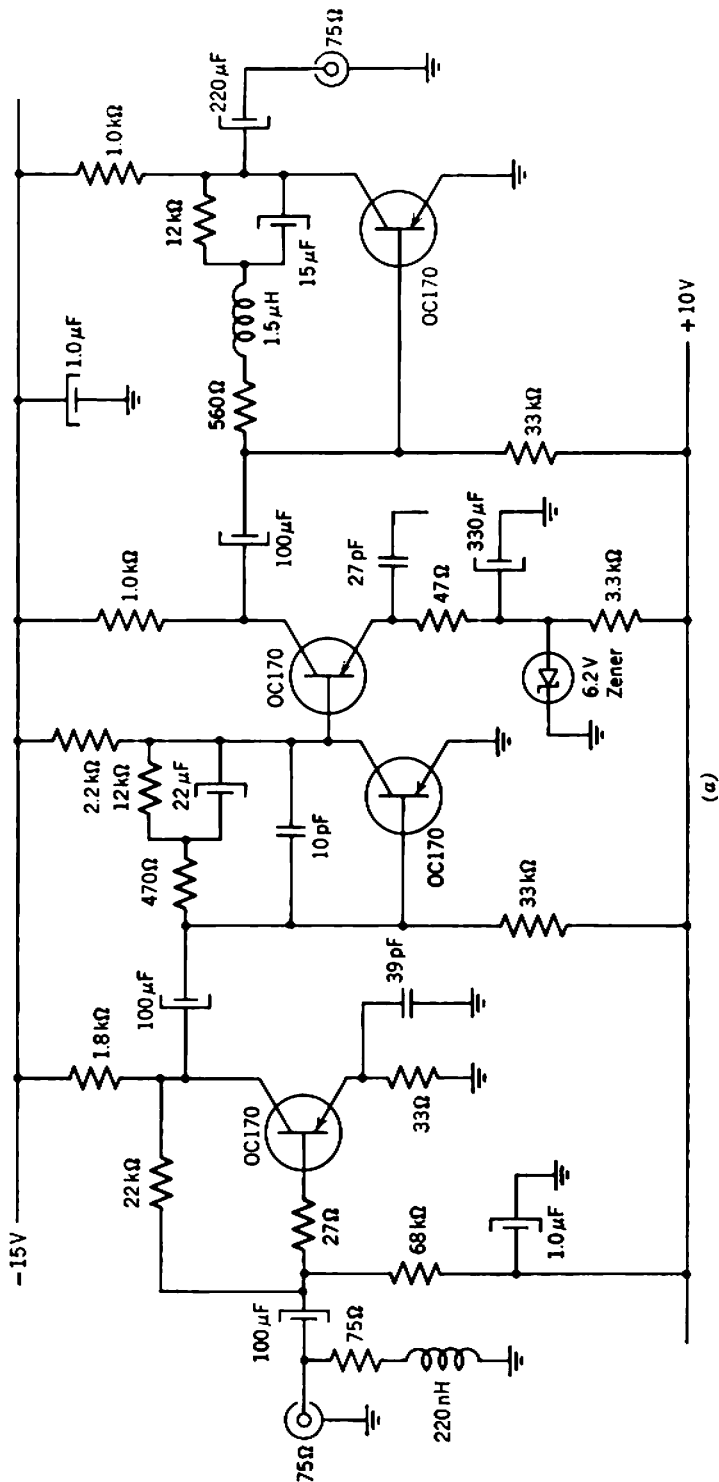 −15V
1.0μF
1.8kΩ
22kΩ
100μF
OC170
27Ω
33Ω
39pF
100μF
75Ω
75Ω
220nH
68kΩ
1.0μF
2.2kΩ
12kΩ
22μF
470Ω
10pF
OC170
33kΩ
1.0kΩ
OC170
100μF
27pF
47Ω
330μF
6.2V
Zener
3.3kΩ
1.0kΩ
12kΩ
15μF
1.5μH
560Ω
OC170
33kΩ
220μF
75Ω
+10V
(a)